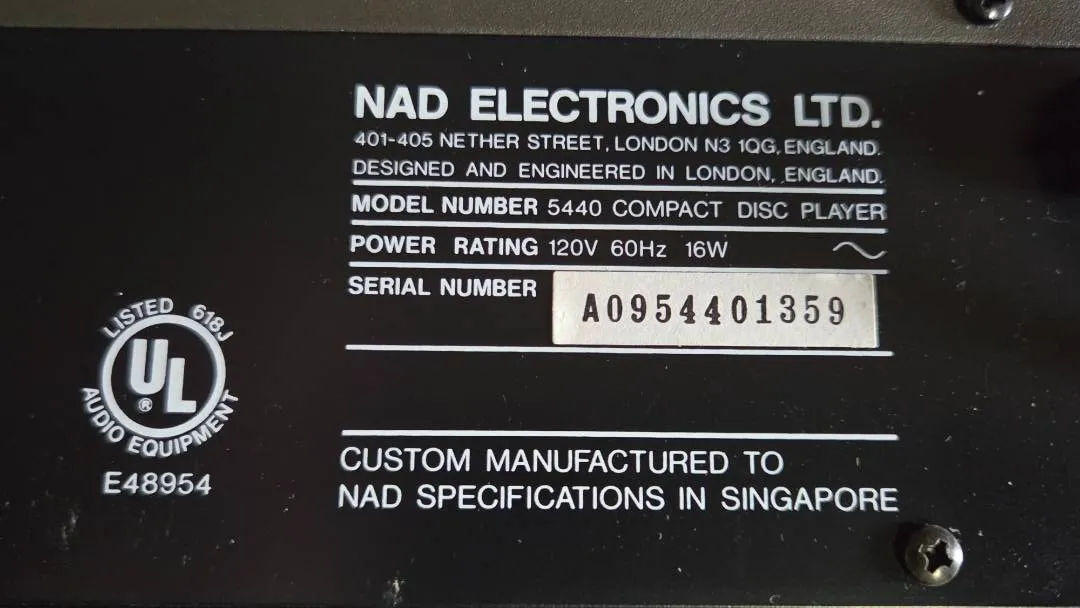 NAD ELECTRONICS LTD.
401-405 NETHER STREET, LONDON N3 1QG, ENGLAND.
DESIGNED AND ENGINEERED IN LONDON, ENGLAND.
MODEL NUMBER 5440 COMPACT DISC PLAYER
POWER RATING 120V 60Hz 16W ~
SERIAL NUMBER A0954401359
LISTED 618J
UL ®
AUDIO EQUIPMENT
E48954
CUSTOM MANUFACTURED TO
NAD SPECIFICATIONS IN SINGAPORE